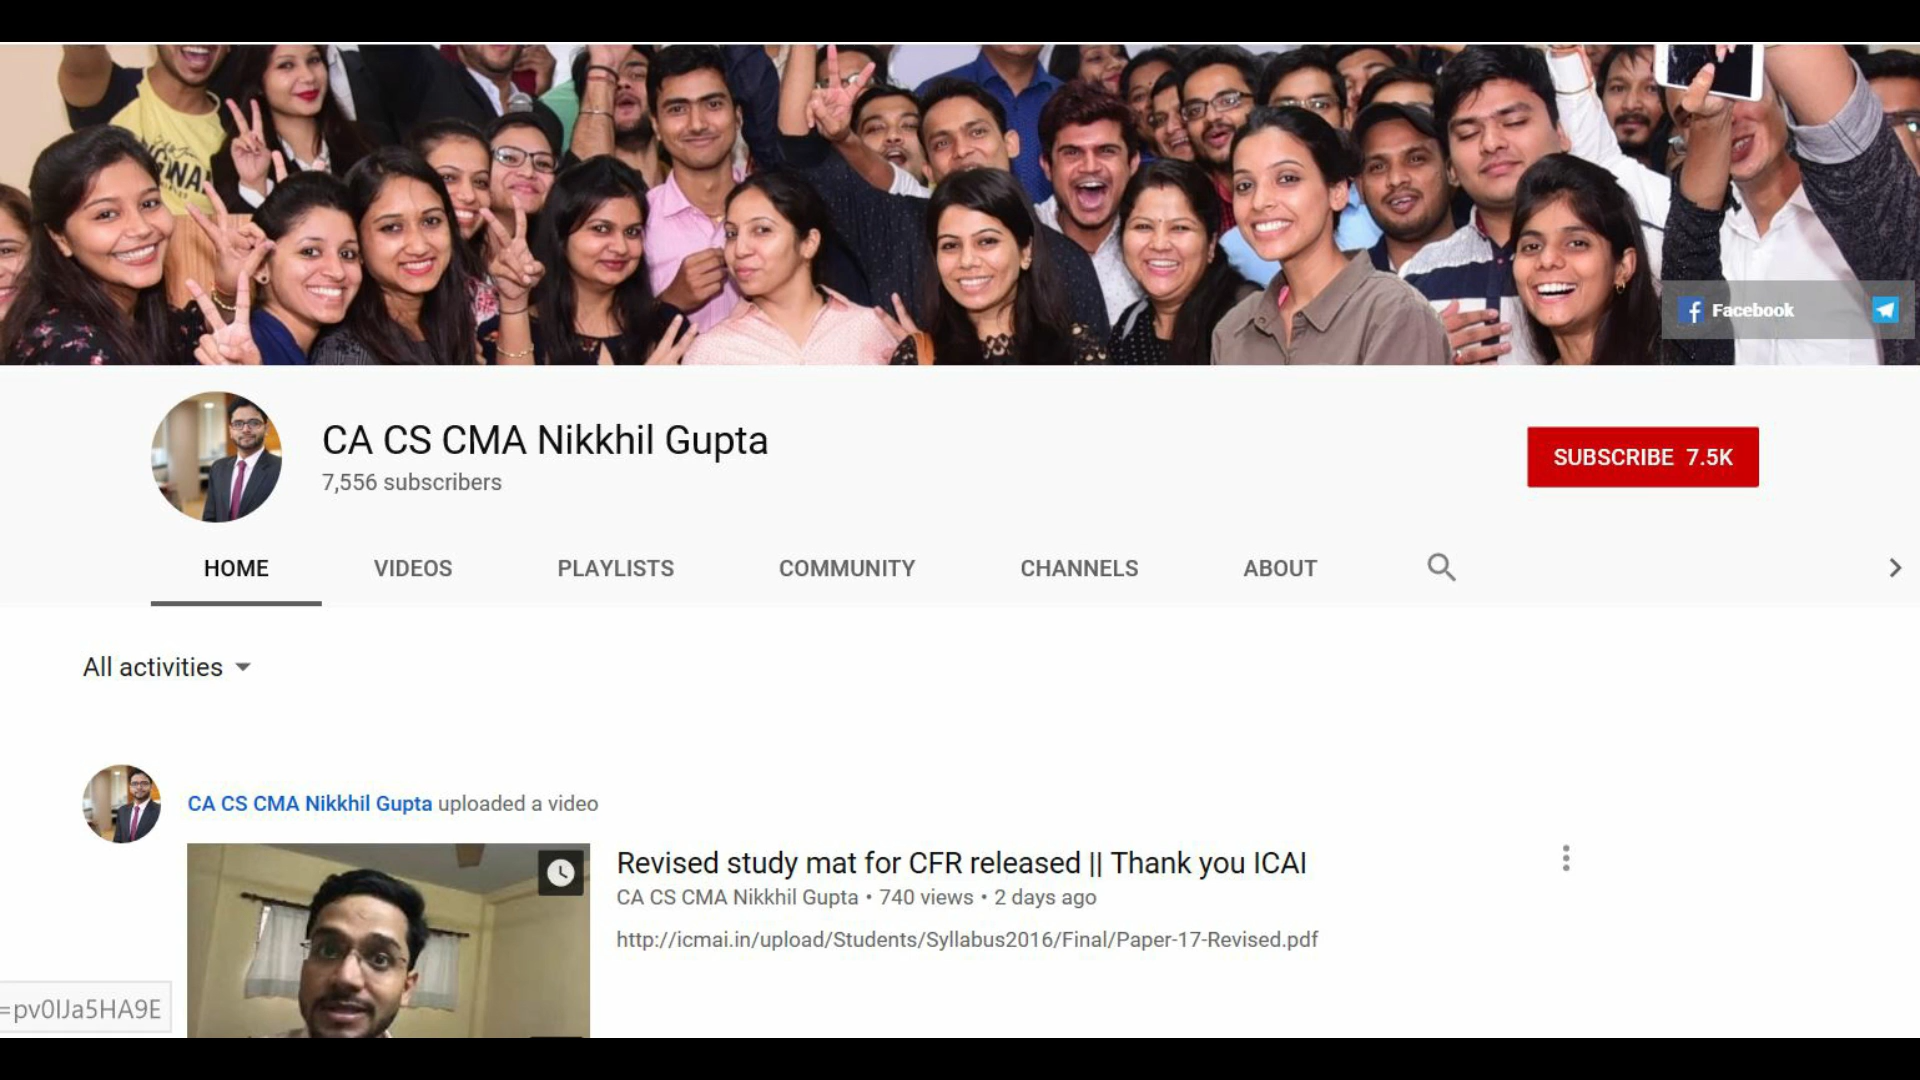 GWA
Facebook
CA CS CMA Nikkhil Gupta
7,556 subscribers
SUBSCRIBE 7.5K
HOME VIDEOS PLAYLISTS COMMUNITY CHANNELS ABOUT
All activities
CA CS CMA Nikkhil Gupta uploaded a video
Revised study mat for CFR released || Thank you ICAI
CA CS CMA Nikkhil Gupta • 740 views • 2 days ago
http://icmai.in/upload/Students/Syllabus2016/Final/Paper-17-Revised.pdf